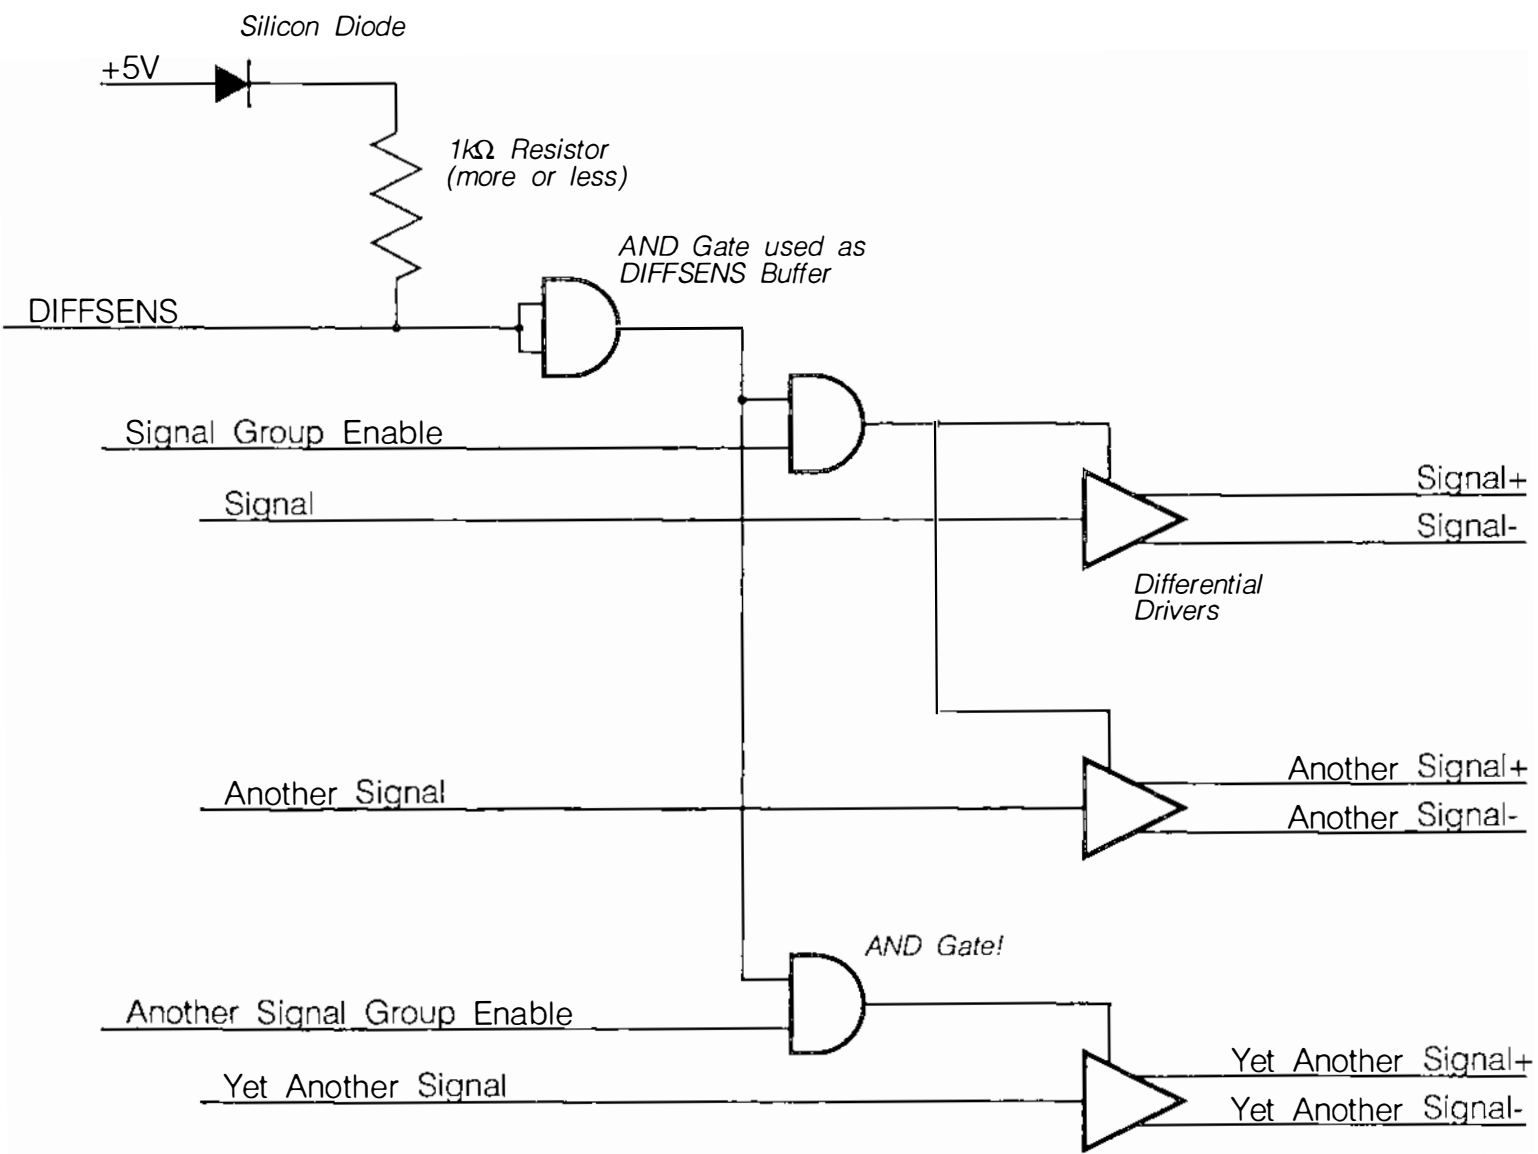 Silicon Diode
+5V
1kΩ Resistor
(more or less)
AND Gate used as
DIFFSENS Buffer
DIFFSENS
Signal Group Enable
Signal
Signal+
Signal-
Differential
Drivers
Another Signal
Another Signal+
Another Signal-
AND Gate!
Another Signal Group Enable
Yet Another Signal
Yet Another Signal+
Yet Another Signal-